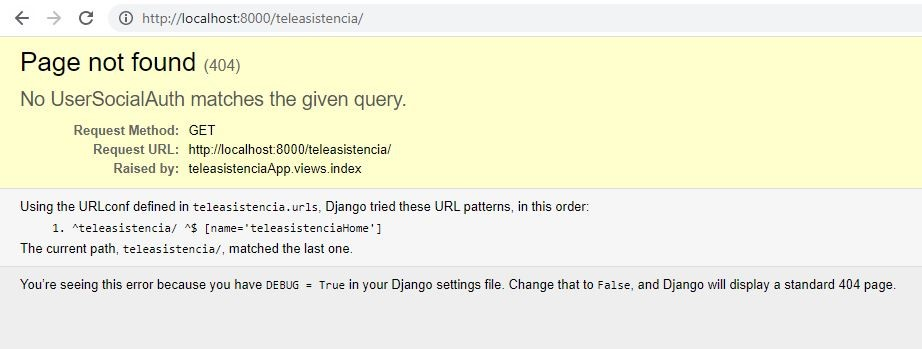 http://localhost:8000/teleasistencia/
Page not found (404)
No UserSocialAuth matches the given query.
Request Method: GET
Request URL: http://localhost:8000/teleasistencia/
Raised by: teleasistenciaApp.views.index
Using the URLconf defined in teleasistencia.urls, Django tried these URL patterns, in this order:
1. ^teleasistencia/ ^$ [name='teleasistenciaHome']
The current path, teleasistencia/, matched the last one.
You're seeing this error because you have DEBUG = True in your Django settings file. Change that to False, and Django will display a standard 404 page.